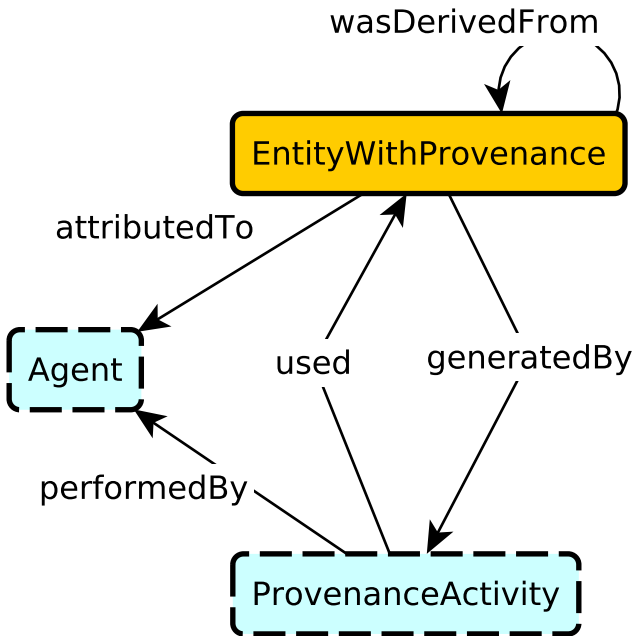 wasDerivedFrom
EntityWithProvenance
attributedTo
used
generatedBy
Agent
performedBy
ProvenanceActivity